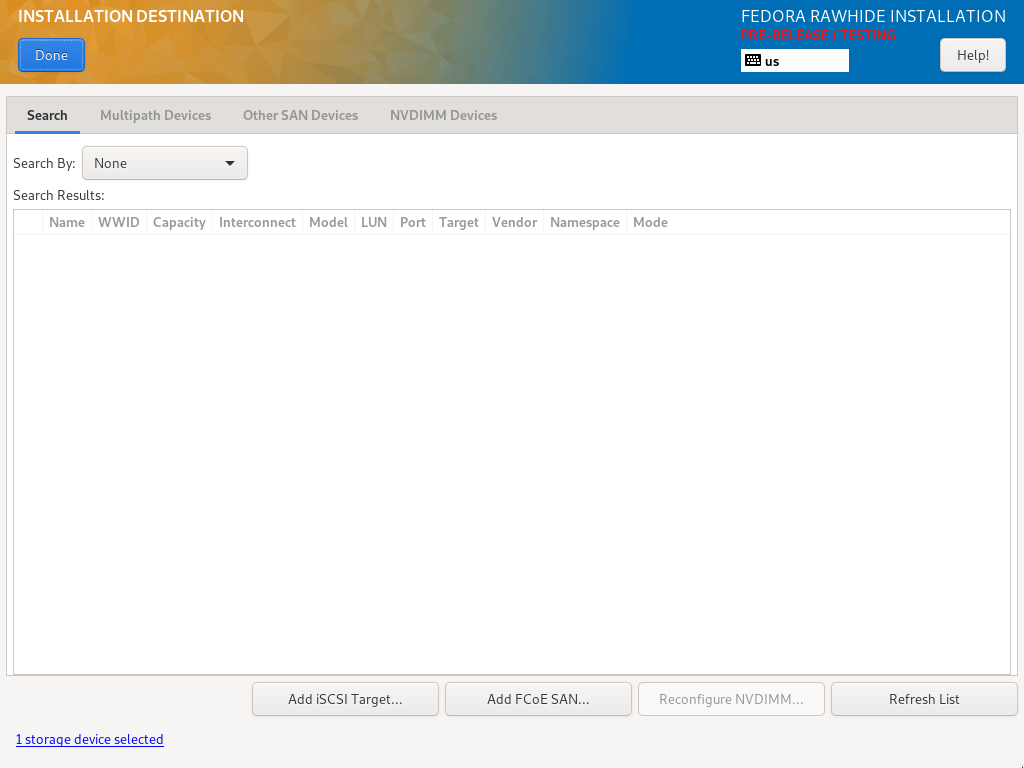 INSTALLATION DESTINATION
FEDORA RAWHIDE INSTALLATION
PRE-RELEASE / TESTING
Done
us
Help!
Search Multipath Devices Other SAN Devices NVDIMM Devices
Search By: None
Search Results:
Name WWID Capacity Interconnect Model LUN Port Target Vendor Namespace Mode
Add iSCSI Target... Add FCoE SAN... Reconfigure NVDIMM... Refresh List
1 storage device selected